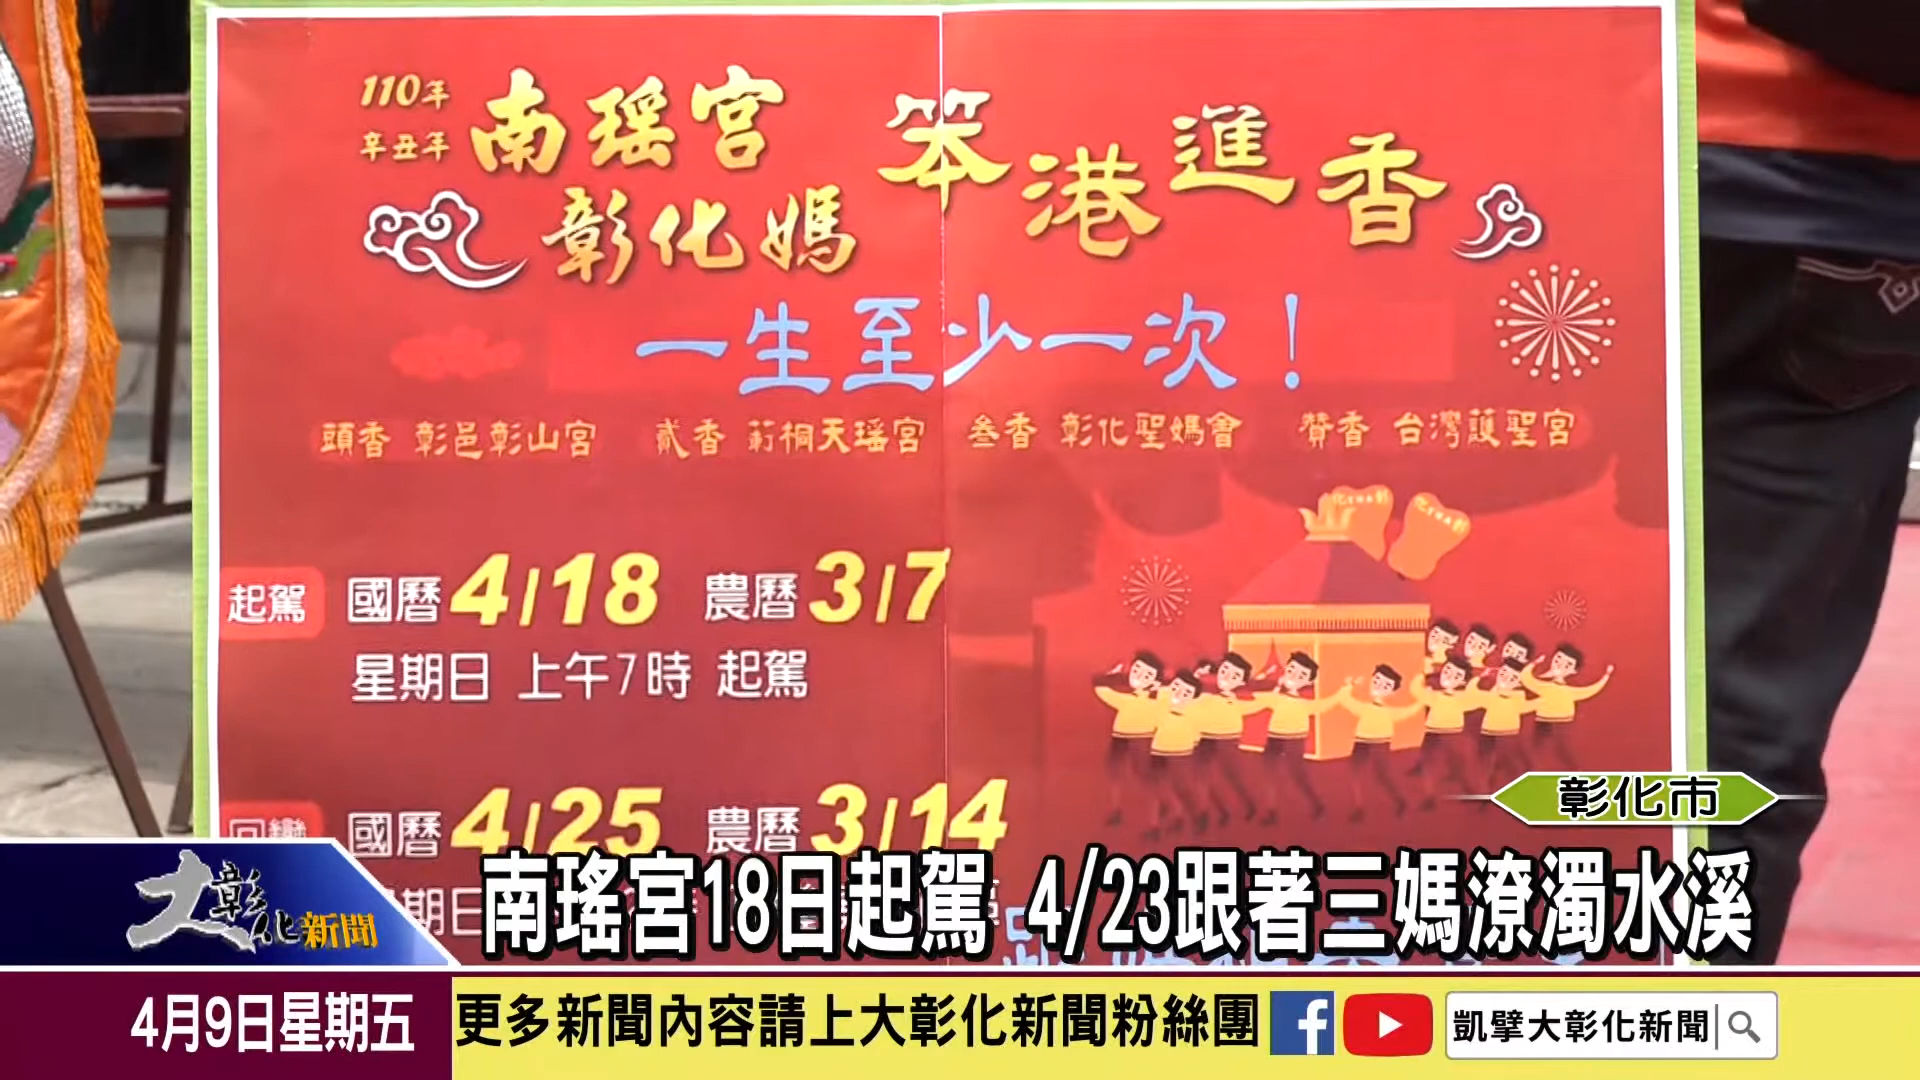 110年
辛丑年
南瑶宮
彰化媽
笨港進香
一生至少一次！
頭香 彰邑彰山宮 貳香 莿桐天瑤宮 叁香 彰化聖媽會 贊香 台灣護聖宮
起駕 國曆4/18 農曆3/7
星期日 上午7時 起駕
國曆4/25 農曆3/14
期日
彰化市
大彰化新聞
南瑤宮18日起駕 4/23跟著三媽潦濁水溪
4月9日星期五
更多新聞內容請上大彰化新聞粉絲團
凱擘大彰化新聞